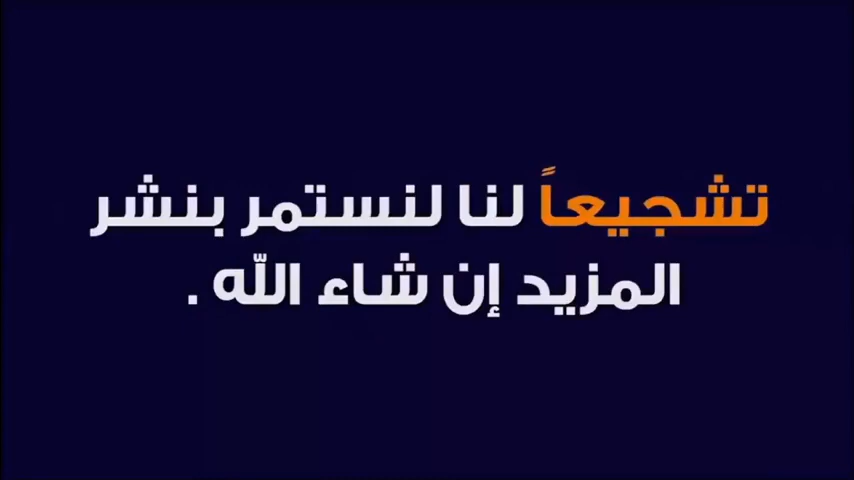 تشجيعاً لنا لنستمر بنشر
المزيد إن شاء الله .